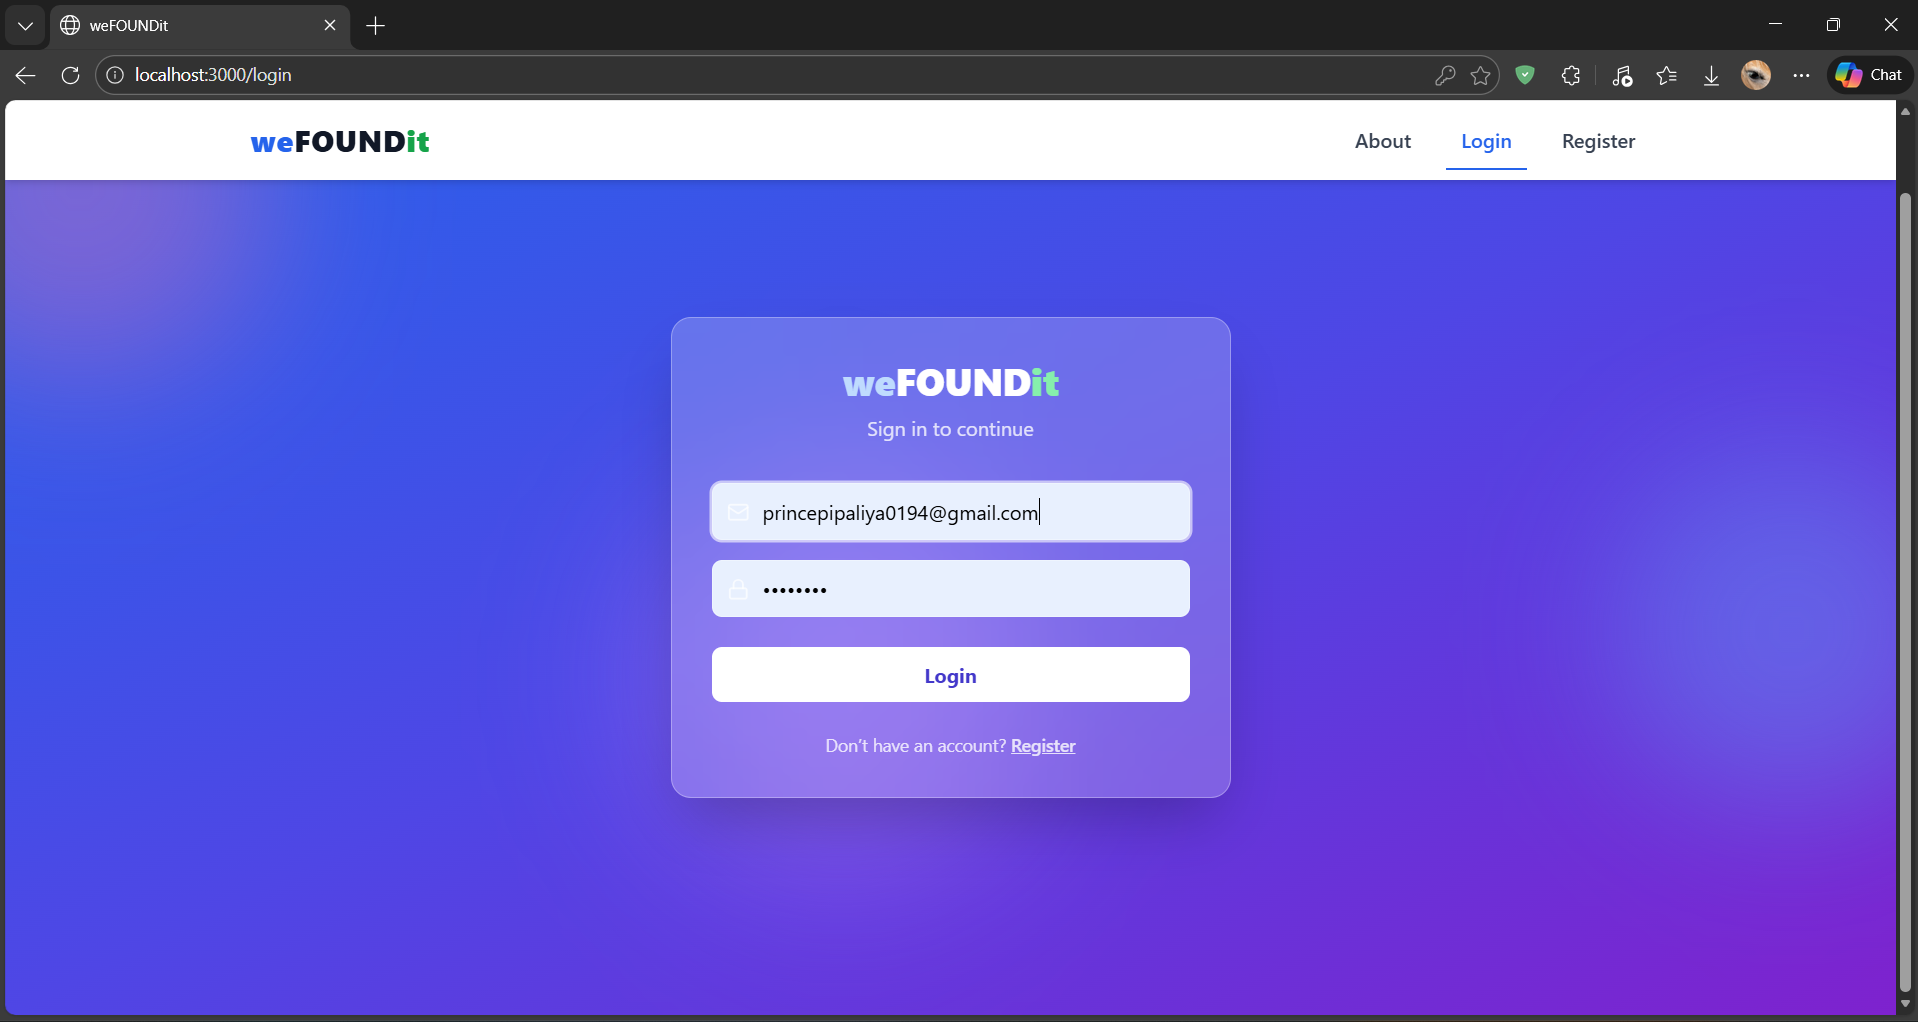 weFOUNDit
localhost:3000/login
Chat
weFOUNDit
About
Login
Register
weFOUNDit
Sign in to continue
princepipaliya0194@gmail.com
••••••••
Login
Don't have an account? Register